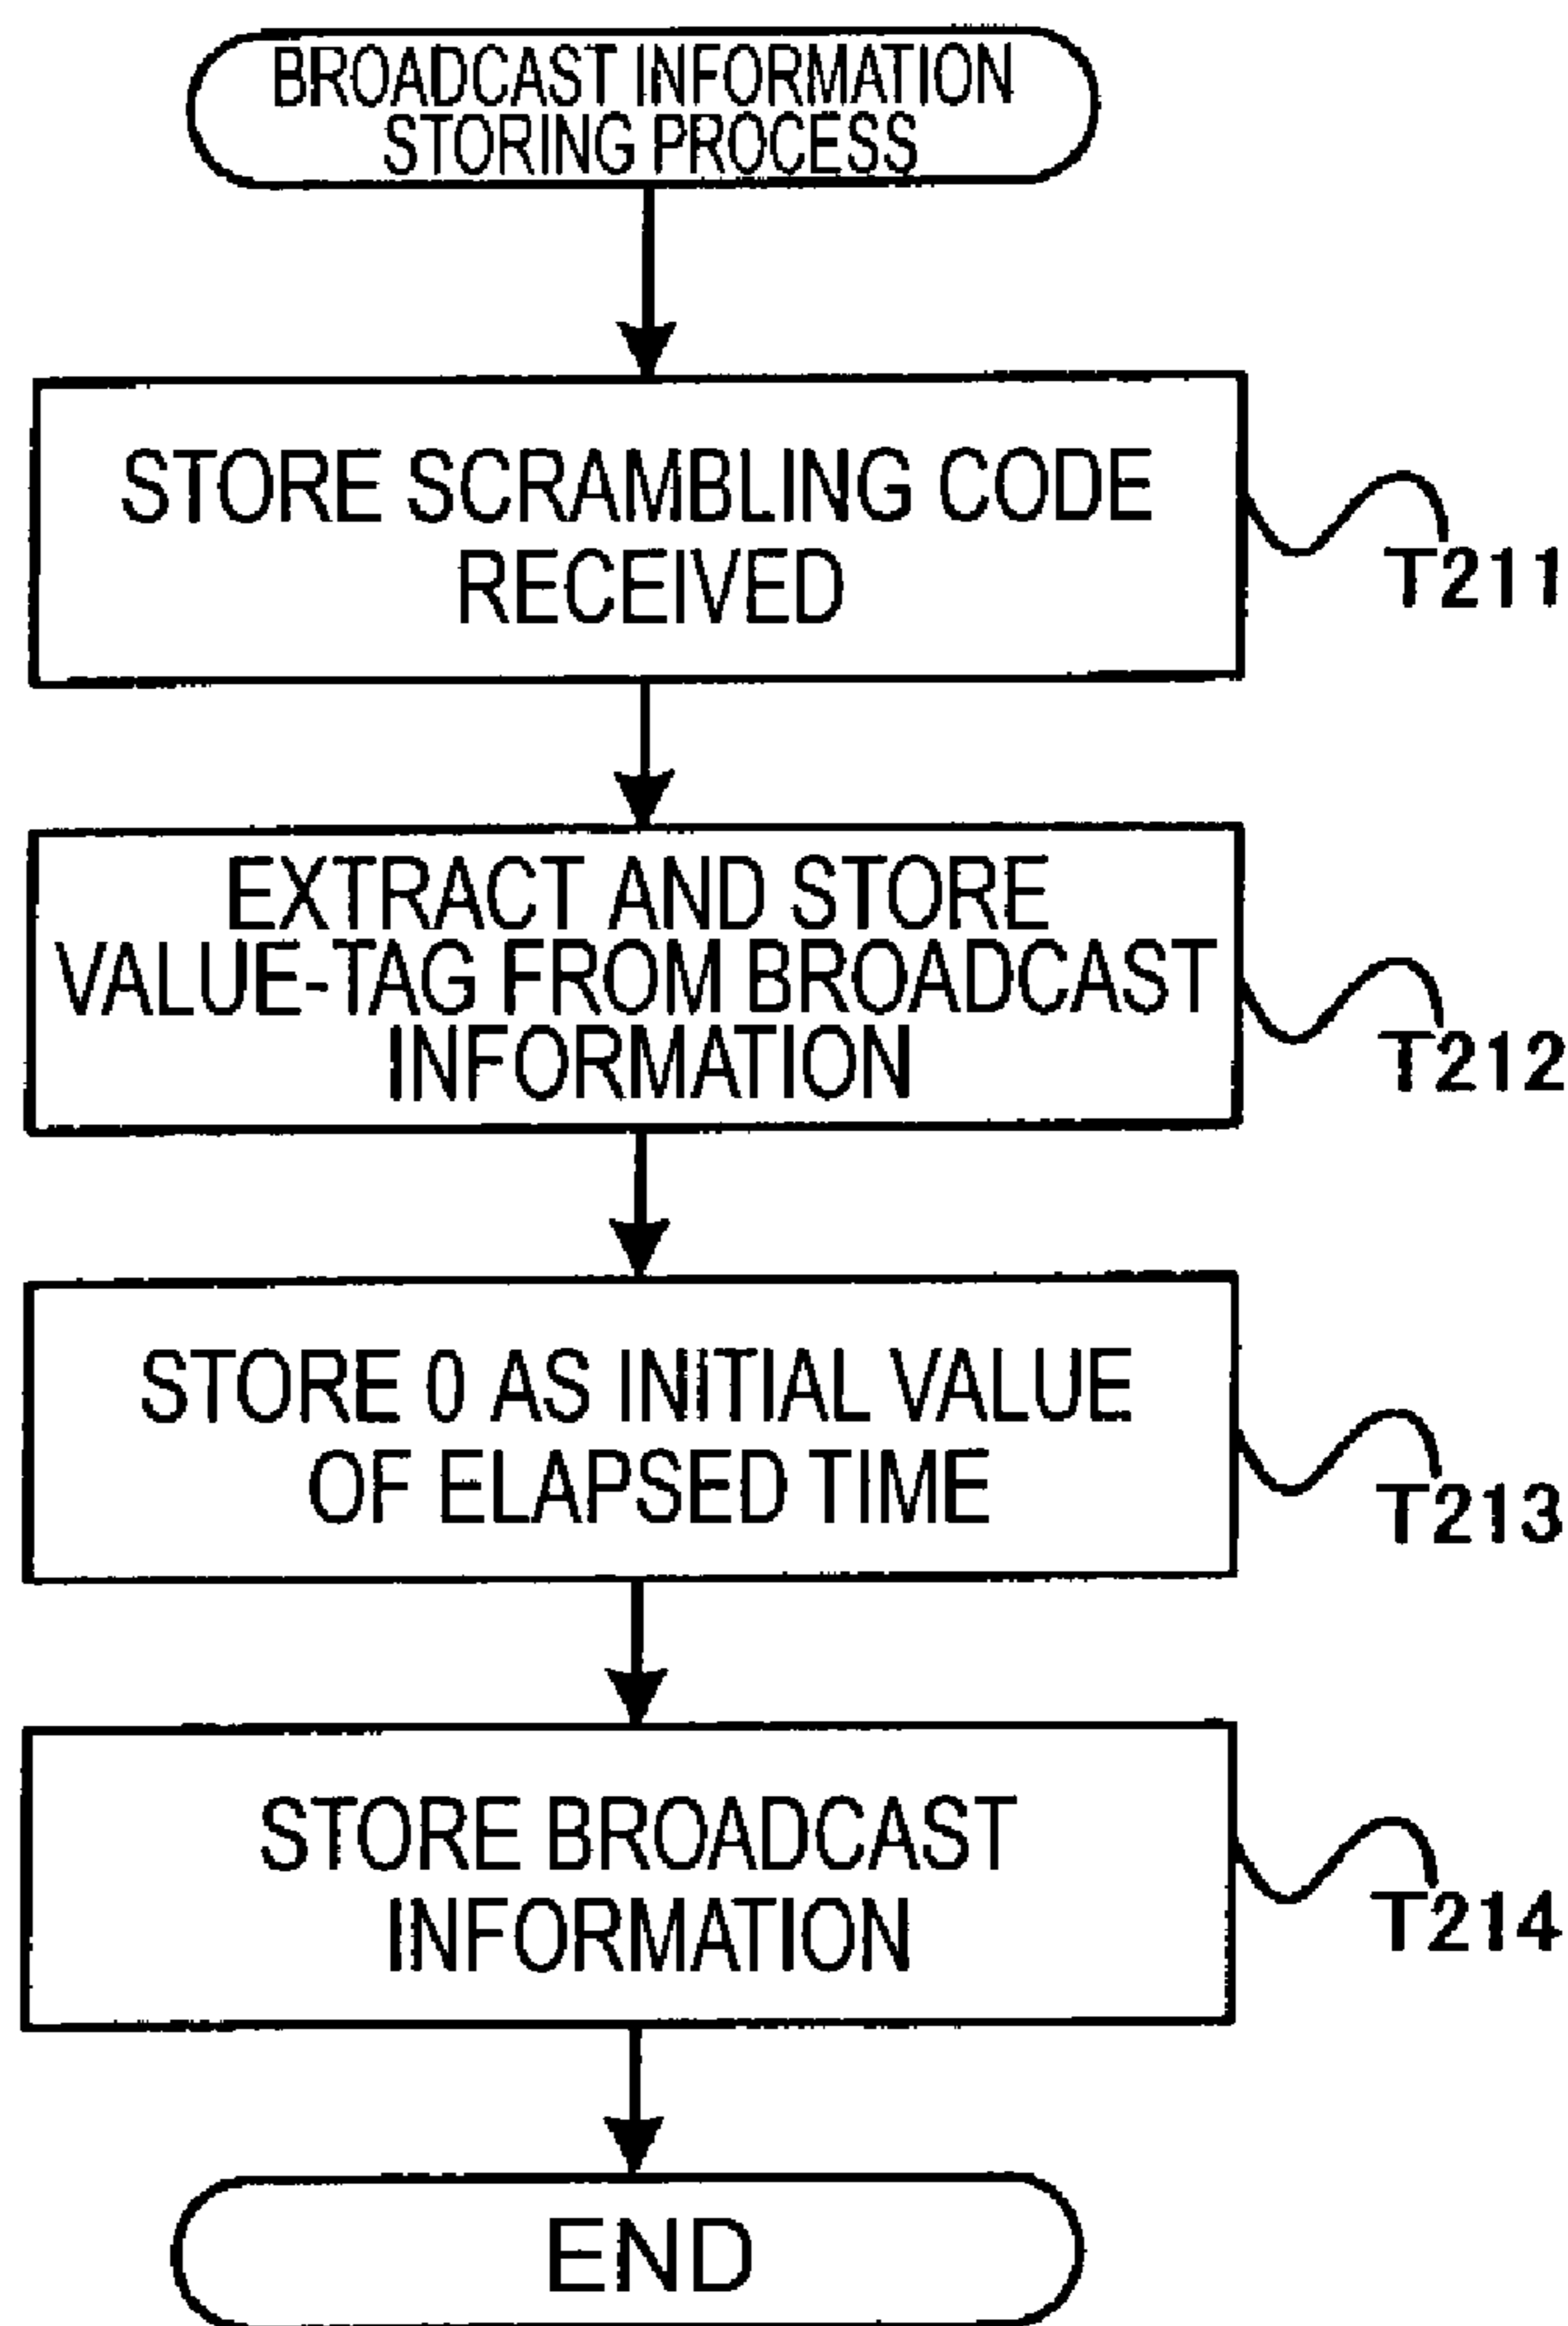 BROADCAST INFORMATION
STORING PROCESS
STORE SCRAMBLING CODE
RECEIVED
T211
EXTRACT AND STORE
VALUE-TAG FROM BROADCAST
INFORMATION
T212
STORE 0 AS INITIAL VALUE
OF ELAPSED TIME
T213
STORE BROADCAST
INFORMATION
T214
END